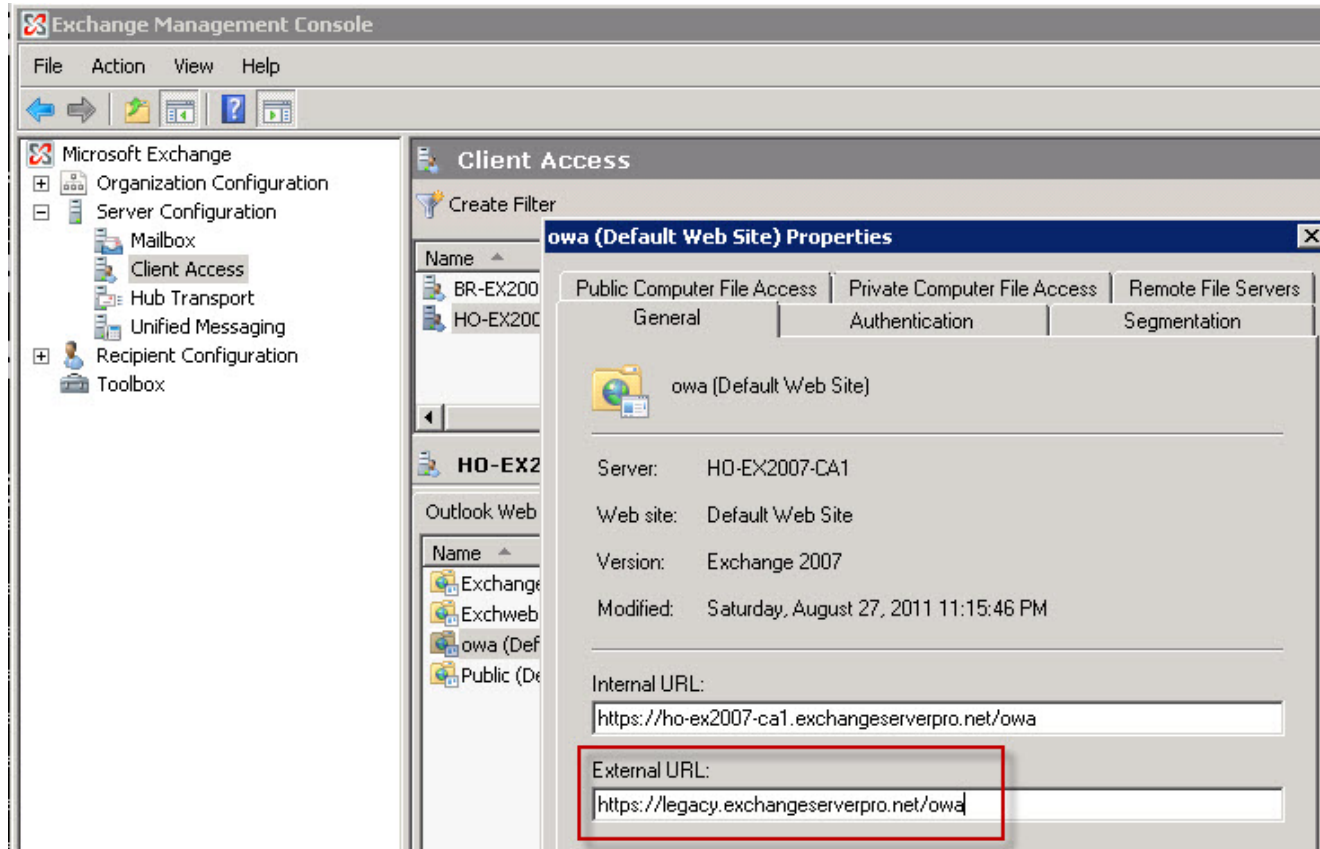 Exchange Management Console
File Action View Help
Microsoft Exchange
Organization Configuration
Server Configuration
Mailbox
Client Access
Hub Transport
Unified Messaging
Recipient Configuration
Toolbox
Client Access
Create Filter
Name
BR-EX200
HO-EX200
HO-EX2
Outlook Web
Name
Exchange
Exchweb
owa (Def
Public (De
owa (Default Web Site) Properties
Public Computer File Access Private Computer File Access Remote File Servers
General Authentication Segmentation
owa (Default Web Site)
Server: HO-EX2007-CA1
Web site: Default Web Site
Version: Exchange 2007
Modified: Saturday, August 27, 2011 11:15:46 PM
Internal URL:
https://ho-ex2007-ca1.exchangeserverpro.net/owa
External URL:
https://legacy.exchangeserverpro.net/owa